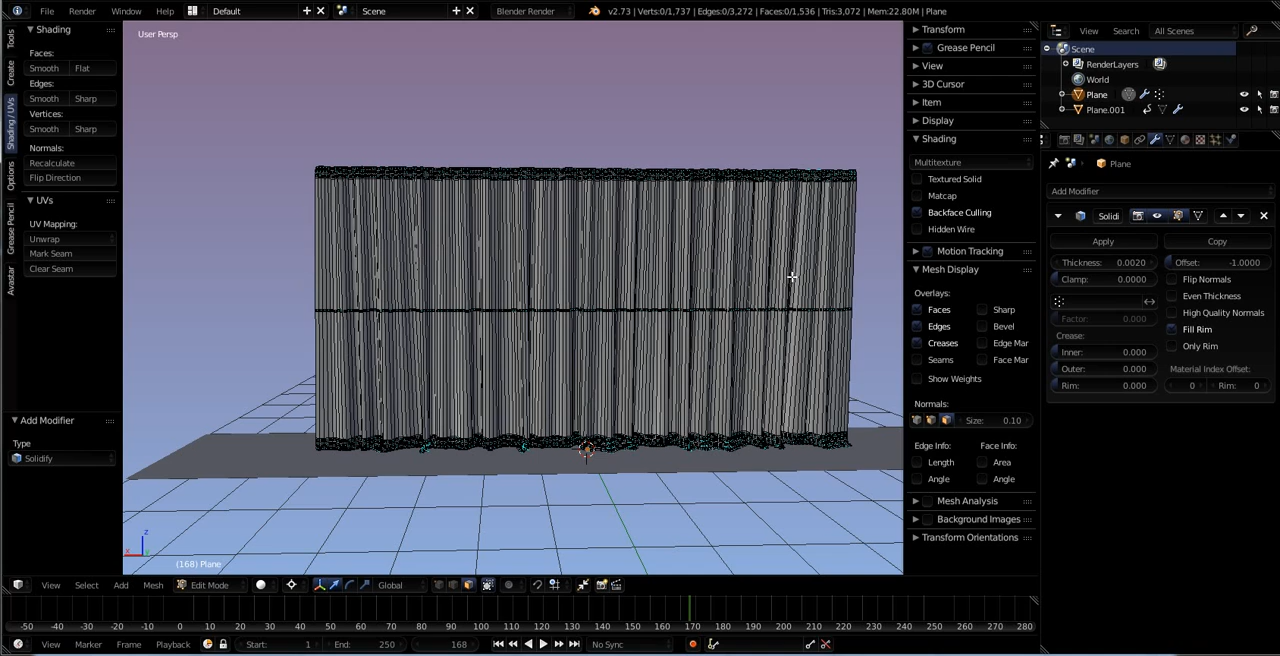 File Render Window Help Default Scene Blender Render v2.73 | Verts:0/1,737 | Edges:0/3,272 | Faces:0/1,536 | Tris:3,072 | Mem:22.80M | Plane
Tools
Create
Shading / UVs
Options
Grease Pencil
Avastar
Shading
Faces:
Smooth Flat
Edges:
Smooth Sharp
Vertices:
Smooth Sharp
Normals:
Recalculate
Flip Direction
UVs
UV Mapping:
Unwrap
Mark Seam
Clear Seam
Add Modifier
Type
Solidify
User Persp
z
x
y
(168) Plane
Transform
Grease Pencil
View
3D Cursor
Item
Display
Shading
Multitexture
Textured Solid
Matcap
Backface Culling
Hidden Wire
Motion Tracking
Mesh Display
Overlays:
Faces Sharp
Edges Bevel
Creases Edge Mar
Seams Face Mar
Show Weights
Normals:
Size: 0.10
Edge Info: Face Info:
Length Area
Angle Angle
Mesh Analysis
Background Images
Transform Orientations
View Search All Scenes
Scene
RenderLayers
World
Plane
Plane.001
Plane
Add Modifier
Solidi
Apply Copy
Thickness: 0.0020 Offset: -1.0000
Clamp: 0.0000 Flip Normals
Even Thickness
Factor: 0.000 High Quality Normals
Crease: Fill Rim
Inner: 0.000 Only Rim
Outer: 0.000 Material Index Offset:
Rim: 0.000 0 Rim: 0
View Select Add Mesh Edit Mode Global
-50 -40 -30 -20 -10 0 10 20 30 40 50 60 70 80 90 100 110 120 130 140 150 160 170 180 190 200 210 220 230 240 250 260 270 280
View Marker Frame Playback Start: 1 End: 250 168 No Sync